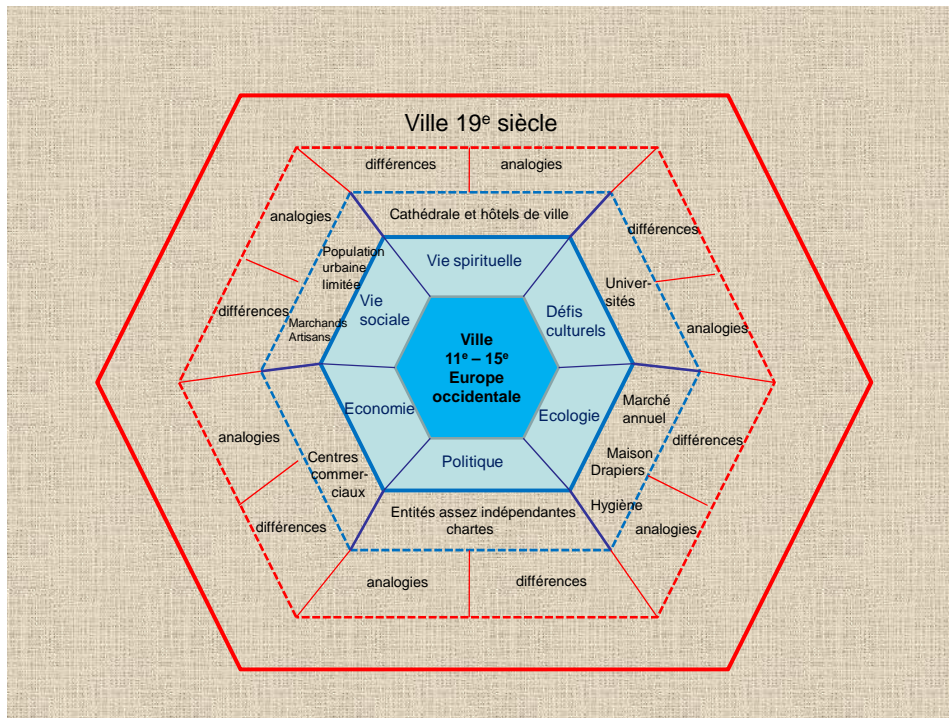 Ville 19e siècle
différences
analogies
analogies
Cathédrale et hôtels de ville
différences
Population
urbaine
limitée
Vie spirituelle
Univer-
sités
différences
Marchands
Artisans
Vie
sociale
Défis
culturels
analogies
Ville
11e – 15e
Europe
occidentale
Economie
Ecologie
Marché
annuel
analogies
différences
Centres
commer-
ciaux
Politique
Maison
Drapiers
Hygiène
différences
Entités assez indépendantes
chartes
analogies
analogies
différences